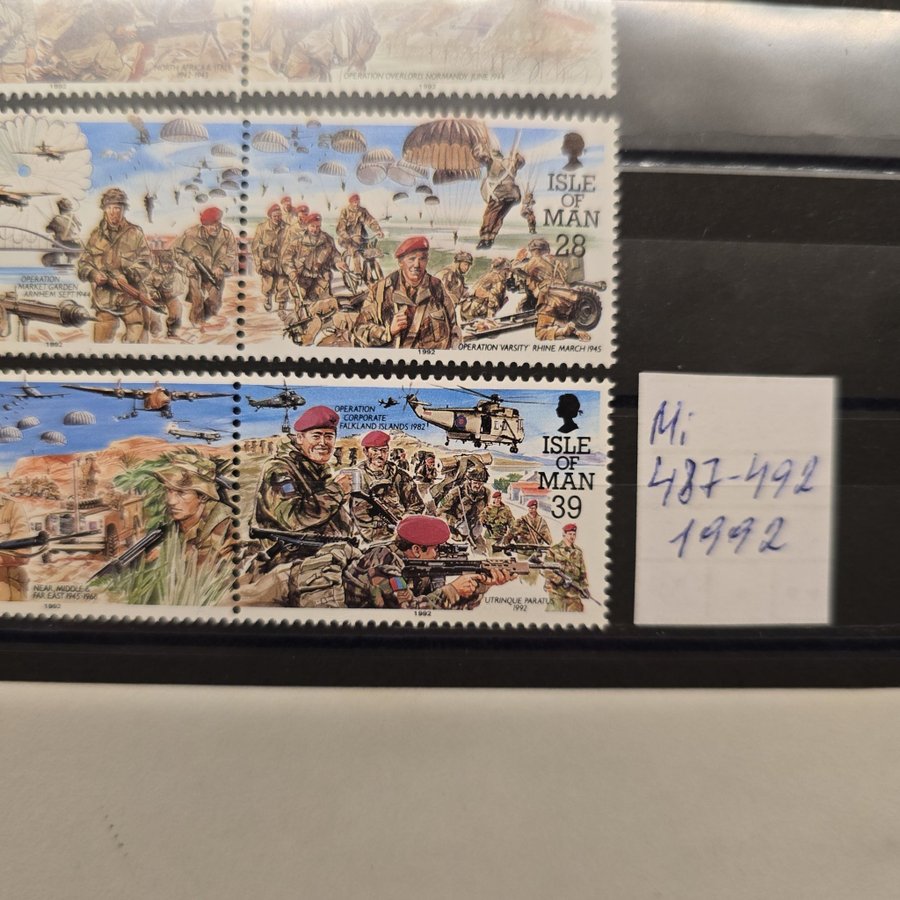 NORTH AFRICA & ITALY
1942-1943
OPERATION OVERLORD, NORMANDY JUNE 1944
1992
1992
OPERATION
MARKET GARDEN
ARNHEM SEPT 1944
ISLE
OF
MAN
28
OPERATION 'VARSITY' RHINE MARCH 1945
1992
1992
NEAR, MIDDLE &
FAR EAST 1945-1968
1992
OPERATION
CORPORATE
FALKLAND ISLANDS 1982
ISLE
OF
MAN
39
UTRINQUE PARATUS
1992
1992
Mi
487-492
1992